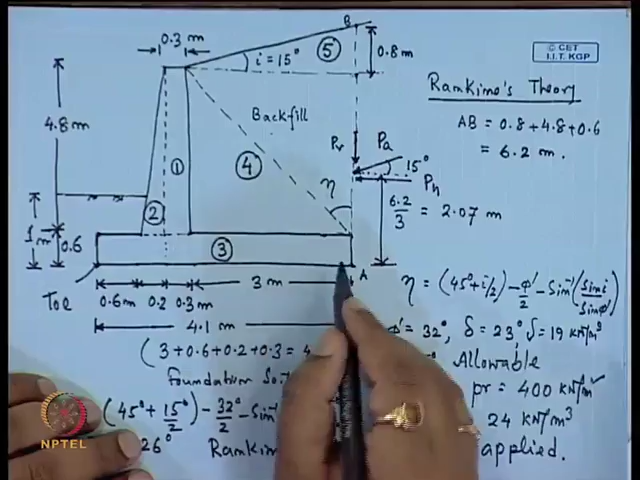 © CET
I.I.T. KGP
0.3 m
B
i = 15°
⑤
0.8 m
Rankine's Theory
4.8 m
Backfill
AB = 0.8 + 4.8 + 0.6
= 6.2 m.
①
④
Pv
Pa
15°
Ph
η
②
1 m
0.6
6.2/3 = 2.07 m
③
Toe
A
0.6m 0.2 0.3m
3 m
η = (45° + i/2) - φ'/2 - Sin⁻¹(Sin i/Sin φ')
4.1 m
φ' = 32°, δ = 23°, γ = 19 kN/m³
(3 + 0.6 + 0.2 + 0.3 =
Allowable
Foundation
pr = 400 kN/m²
(45° + 15°/2) - 32°/2 - Sin⁻¹
24 kN/m³
26°
applied.
NPTEL